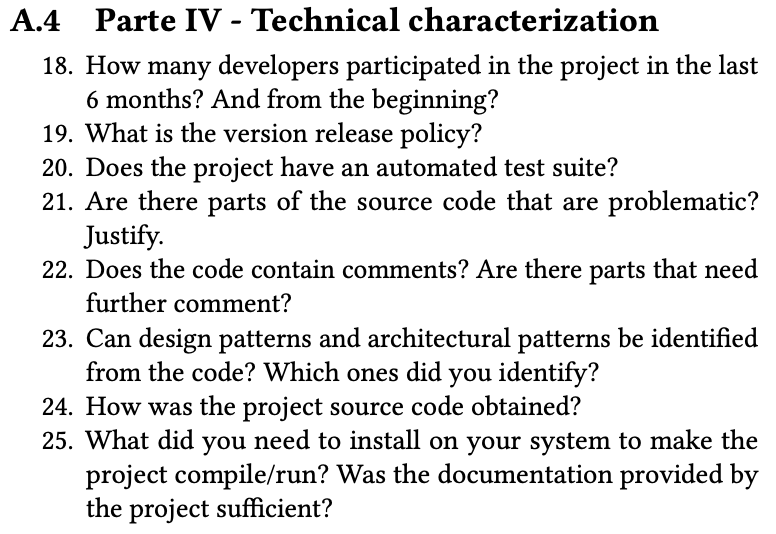 A.4 Parte IV - Technical characterization
18. How many developers participated in the project in the last
6 months? And from the beginning?
19. What is the version release policy?
20. Does the project have an automated test suite?
21. Are there parts of the source code that are problematic?
Justify.
22. Does the code contain comments? Are there parts that need
further comment?
23. Can design patterns and architectural patterns be identified
from the code? Which ones did you identify?
24. How was the project source code obtained?
25. What did you need to install on your system to make the
project compile/run? Was the documentation provided by
the project sufficient?